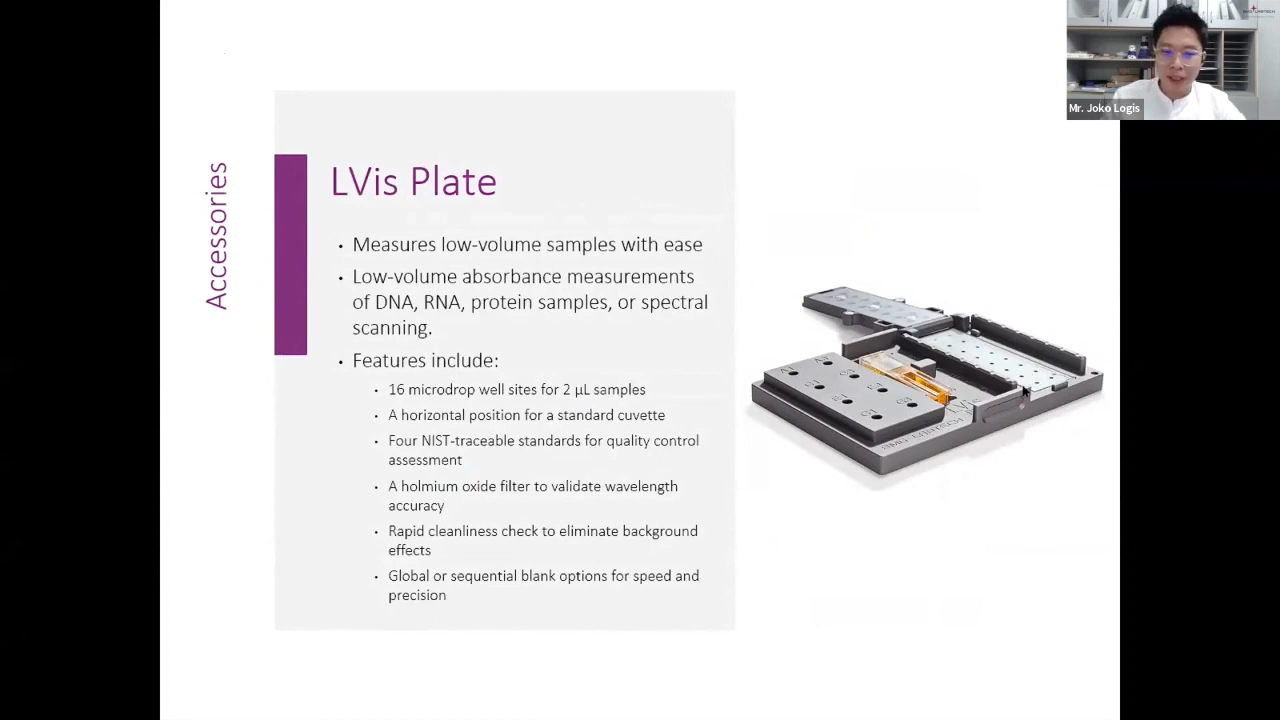 Mr. Joko Logis
Accessories
LVis Plate
• Measures low-volume samples with ease
• Low-volume absorbance measurements
of DNA, RNA, protein samples, or spectral
scanning.
• Features include:
• 16 microdrop well sites for 2 µL samples
• A horizontal position for a standard cuvette
• Four NIST-traceable standards for quality control
assessment
• A holmium oxide filter to validate wavelength
accuracy
• Rapid cleanliness check to eliminate background
effects
• Global or sequential blank options for speed and
precision
LVis